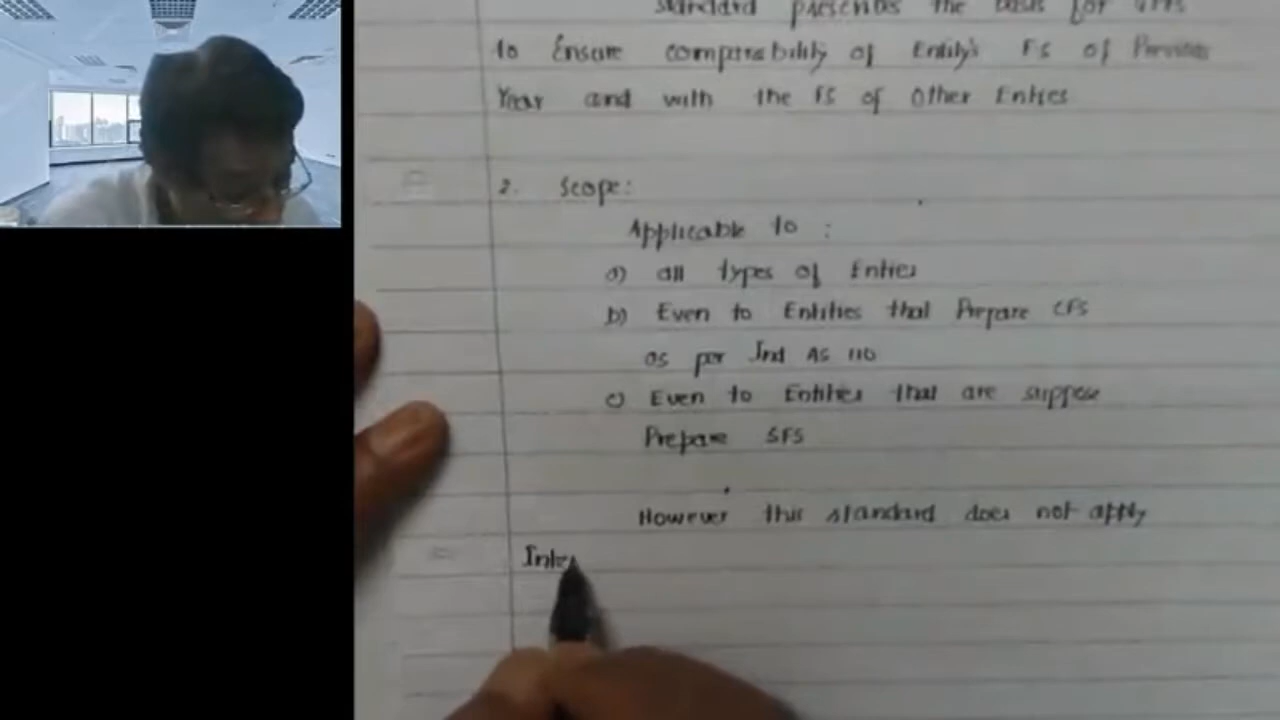 standard presents the basis for GPFS
to Ensure comparability of Entity's FS of Previous
Year and with the FS of Other Entries
2. Scope:
Applicable to :
a) all types of Entries
b) Even to Entities that Prepare CFS
as per Ind AS 110
c) Even to Entities that are suppose
Prepare SFS
However this standard does not apply
Inte